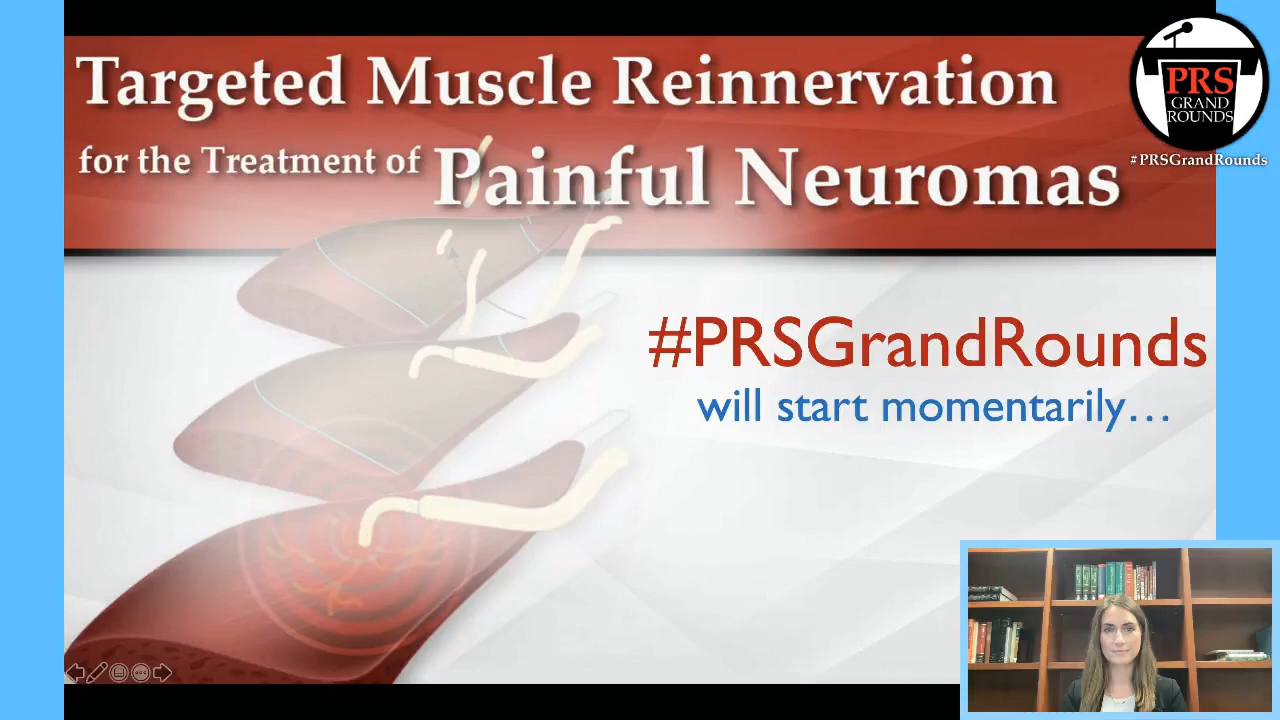 Targeted Muscle Reinnervation
for the Treatment of Painful Neuromas
PRS
GRAND
ROUNDS
#PRSGrandRounds
#PRSGrandRounds
will start momentarily...